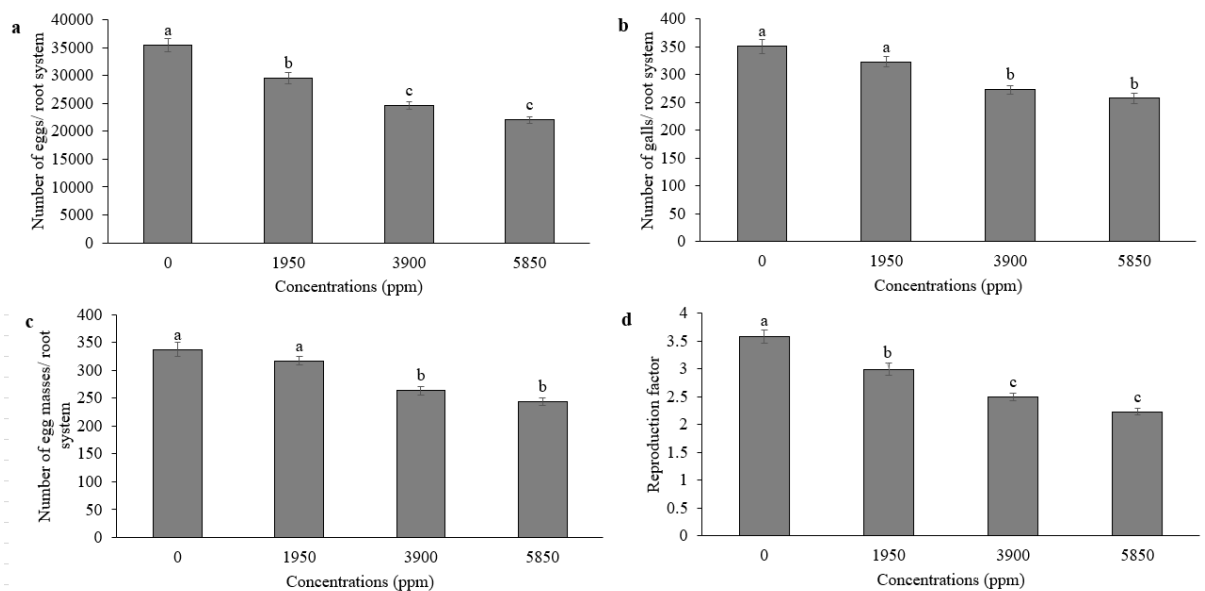 a
Number of eggs/ root system
40000
35000
30000
25000
20000
15000
10000
5000
0
a
b
c
c
0 1950 3900 5850
Concentrations (ppm)
b
Number of galls/ root system
400
350
300
250
200
150
100
50
0
a
a
b
b
0 1950 3900 5850
Concentrations (ppm)
c
Number of egg masses/ root
system
400
350
300
250
200
150
100
50
0
a
a
b
b
0 1950 3900 5850
Concentrations (ppm)
d
Reproduction factor
4
3.5
3
2.5
2
1.5
1
0.5
0
a
b
c
c
0 1950 3900 5850
Concentrations (ppm)